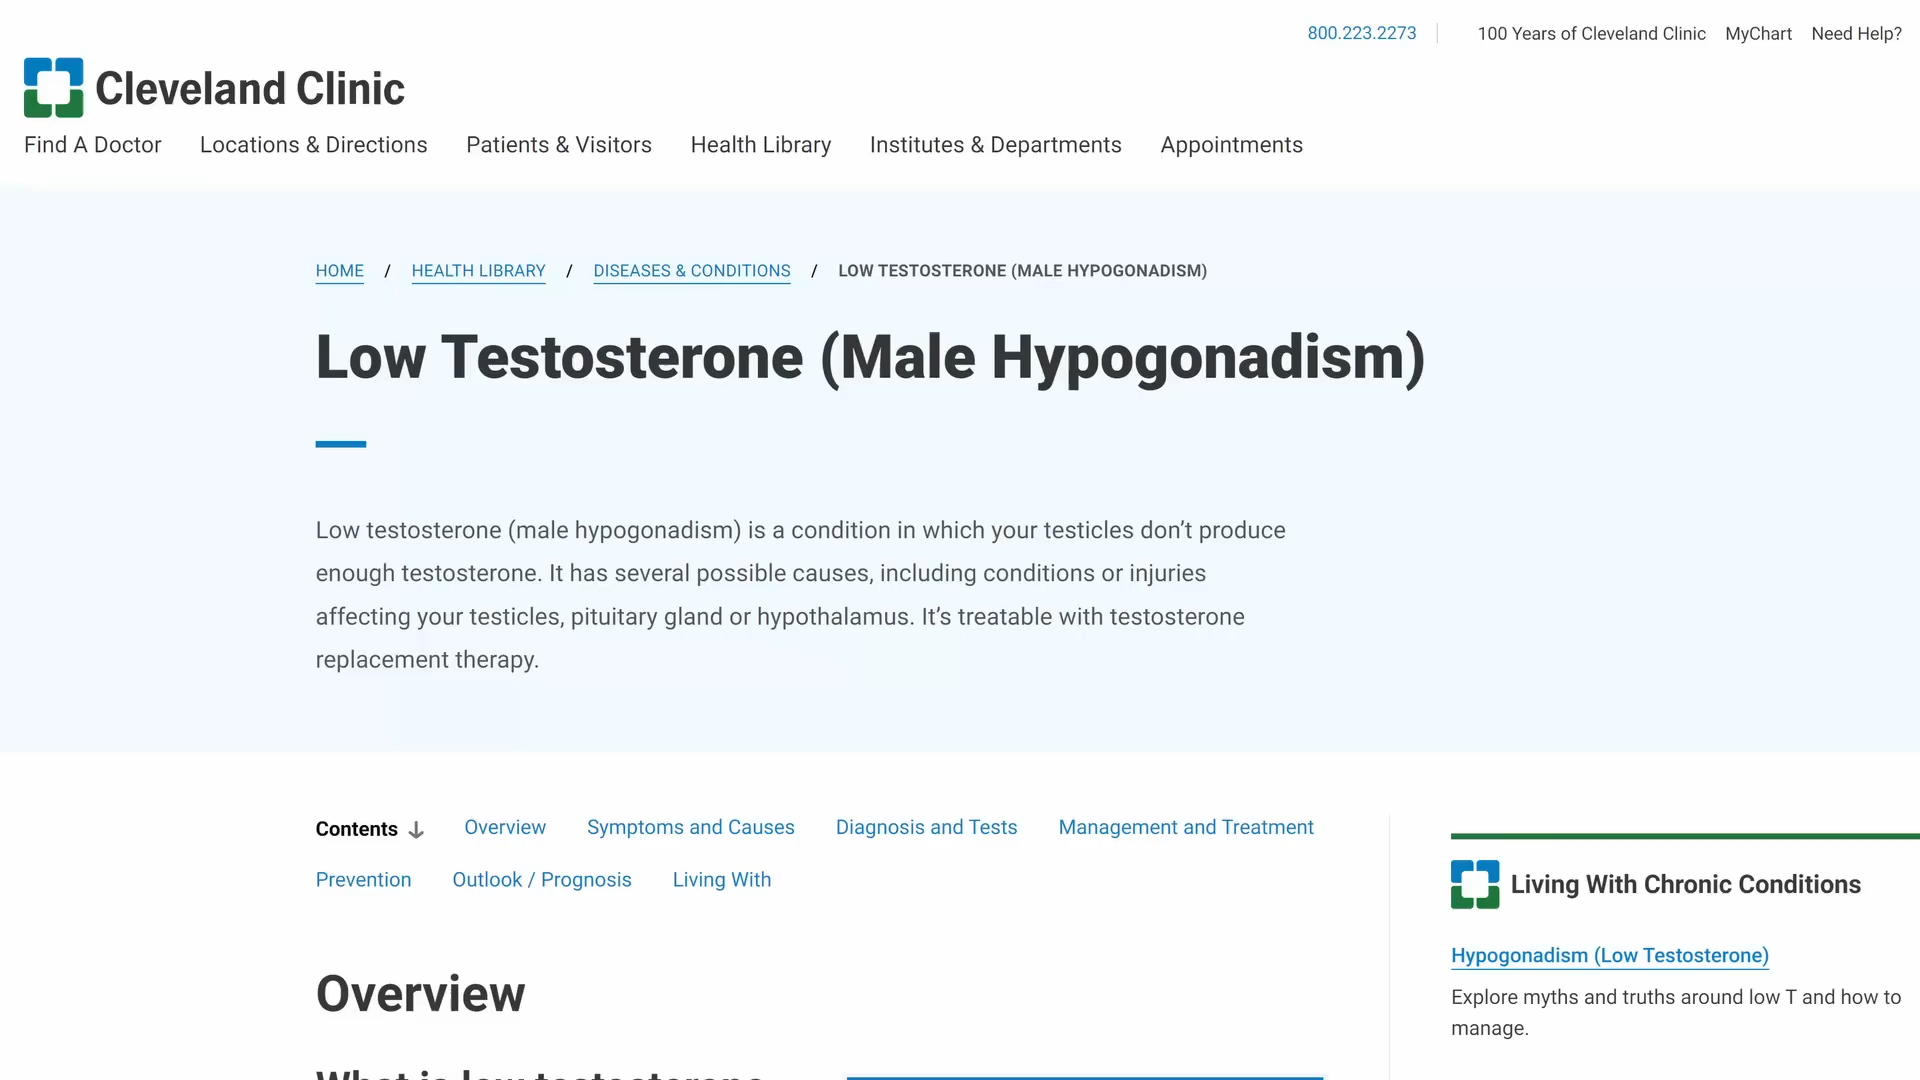 800.223.2273
100 Years of Cleveland Clinic MyChart Need Help?
Cleveland Clinic
Find A Doctor Locations & Directions Patients & Visitors Health Library Institutes & Departments Appointments
HOME / HEALTH LIBRARY / DISEASES & CONDITIONS / LOW TESTOSTERONE (MALE HYPOGONADISM)
Low Testosterone (Male Hypogonadism)
Low testosterone (male hypogonadism) is a condition in which your testicles don’t produce
enough testosterone. It has several possible causes, including conditions or injuries
affecting your testicles, pituitary gland or hypothalamus. It’s treatable with testosterone
replacement therapy.
Contents ↓ Overview Symptoms and Causes Diagnosis and Tests Management and Treatment
Prevention Outlook / Prognosis Living With
Overview
What is low testosterone
Living With Chronic Conditions
Hypogonadism (Low Testosterone)
Explore myths and truths around low T and how to
manage.